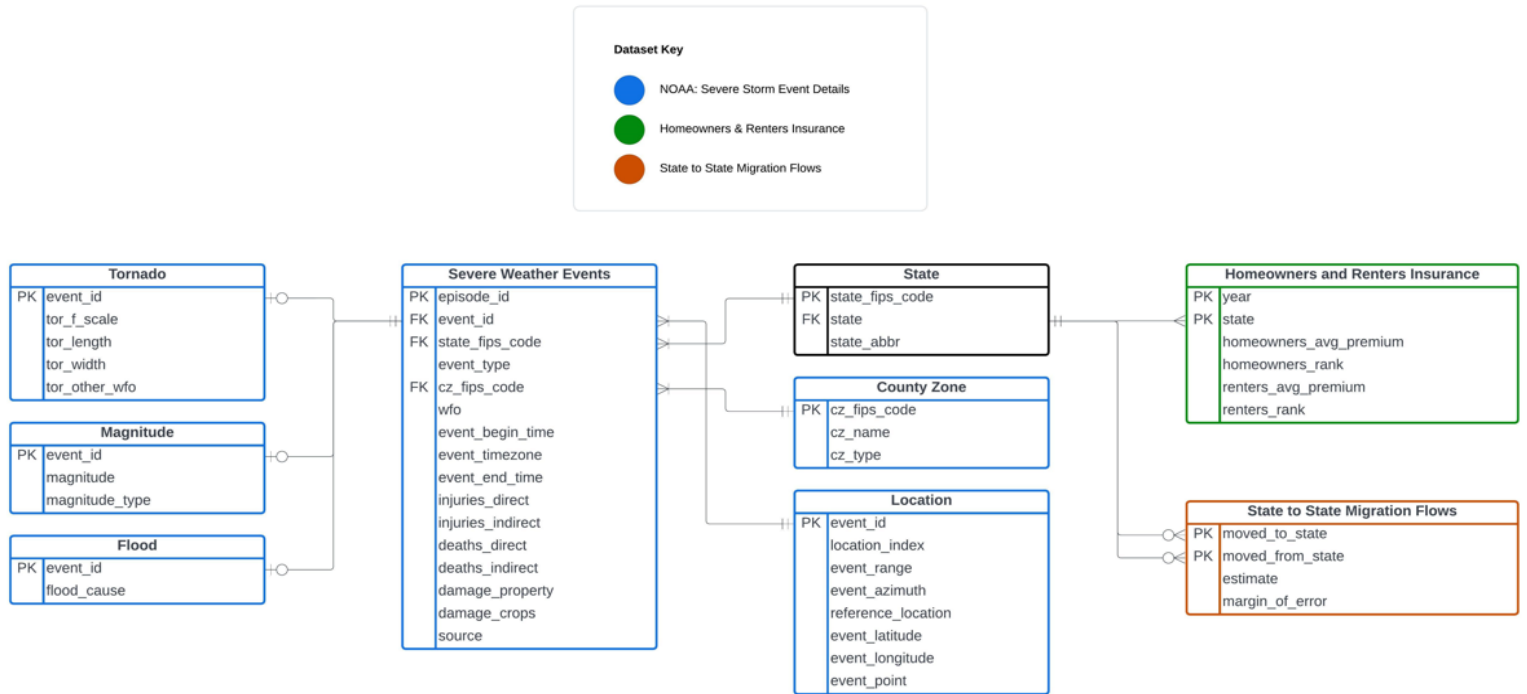 Dataset Key
NOAA: Severe Storm Event Details
Homeowners & Renters Insurance
State to State Migration Flows
Tornado
PK event_id
tor_f_scale
tor_length
tor_width
tor_other_wfo
Magnitude
PK event_id
magnitude
magnitude_type
Flood
PK event_id
flood_cause
Severe Weather Events
PK episode_id
FK event_id
FK state_fips_code
event_type
FK cz_fips_code
wfo
event_begin_time
event_timezone
event_end_time
injuries_direct
injuries_indirect
deaths_direct
deaths_indirect
damage_property
damage_crops
source
State
PK state_fips_code
FK state
state_abbr
County Zone
PK cz_fips_code
cz_name
cz_type
Location
PK event_id
location_index
event_range
event_azimuth
reference_location
event_latitude
event_longitude
event_point
Homeowners and Renters Insurance
PK year
PK state
homeowners_avg_premium
homeowners_rank
renters_avg_premium
renters_rank
State to State Migration Flows
PK moved_to_state
PK moved_from_state
estimate
margin_of_error